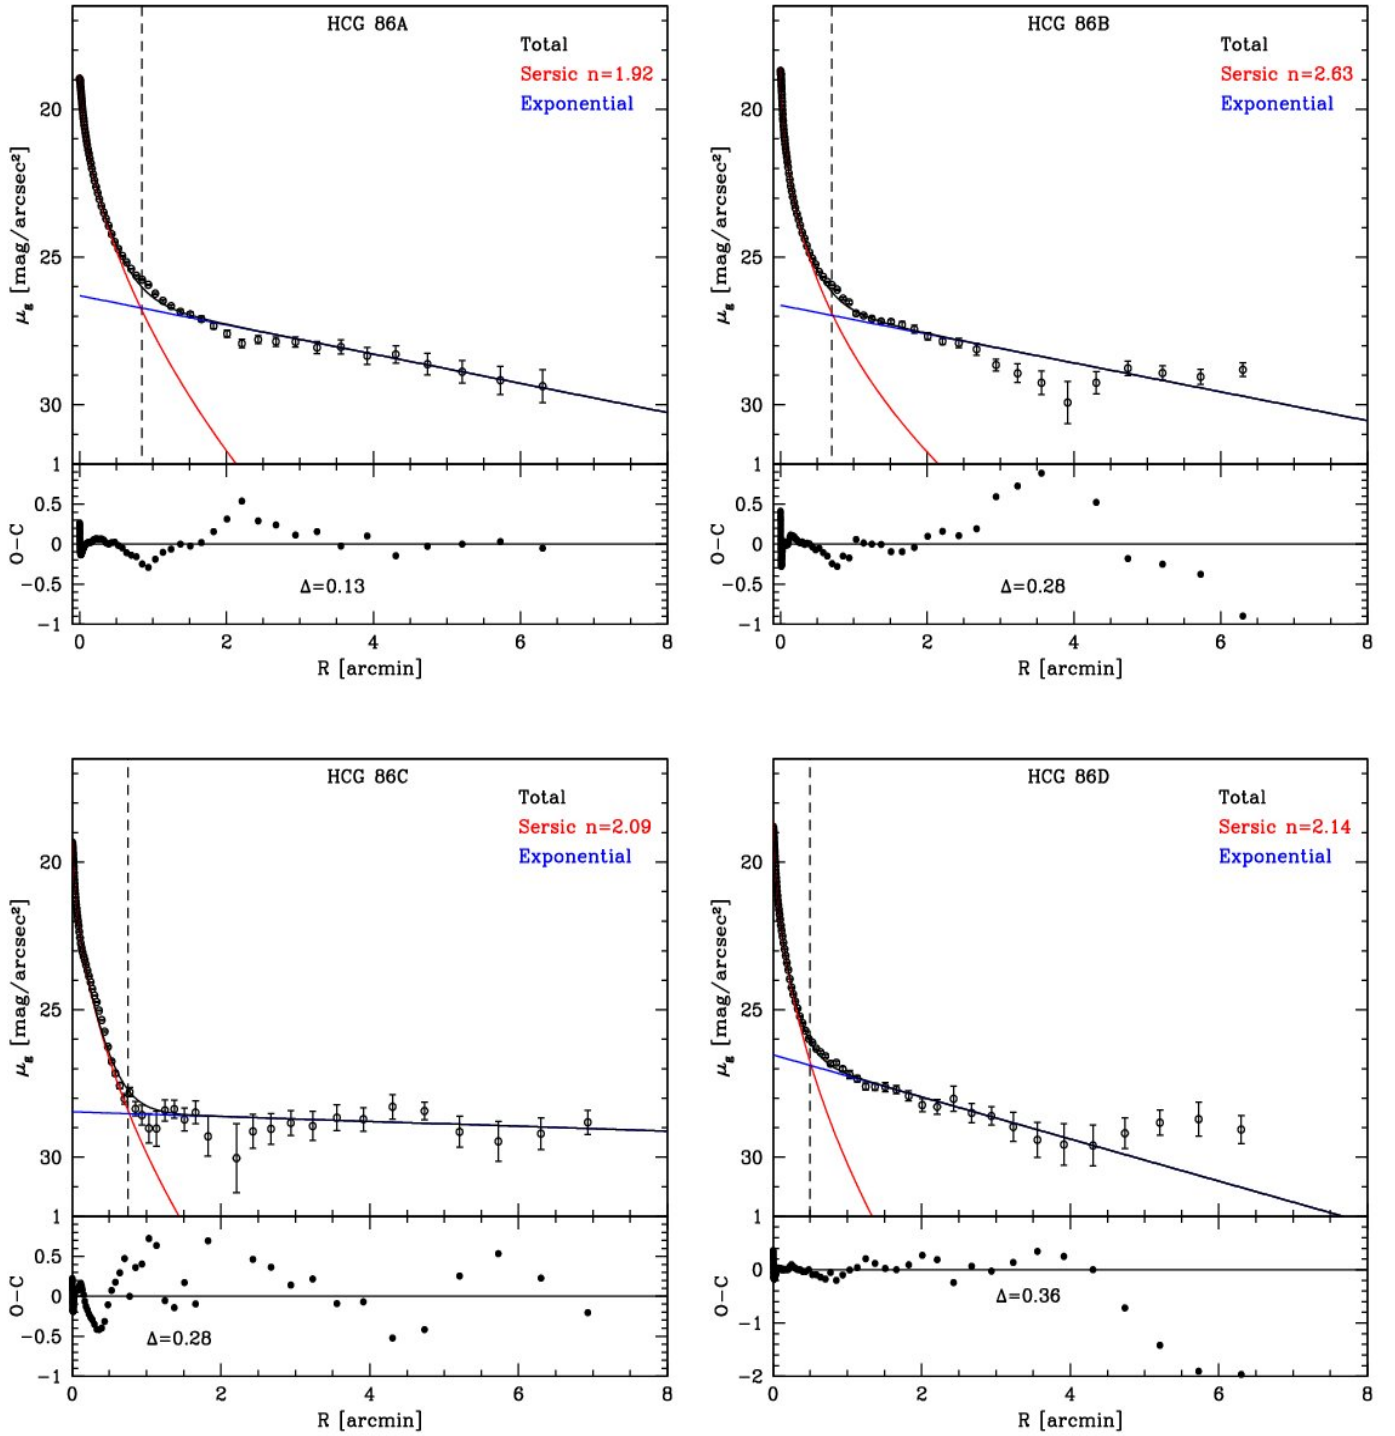 HCG 86A
Total
Sersic n=1.92
Exponential
20
25
30
μg [mag/arcsec²]
1
0.5
0
−0.5
−1
O−C
Δ=0.13
0 2 4 6 8
R [arcmin]
HCG 86B
Total
Sersic n=2.63
Exponential
20
25
30
μg [mag/arcsec²]
1
0.5
0
−0.5
−1
O−C
Δ=0.28
0 2 4 6 8
R [arcmin]
HCG 86C
Total
Sersic n=2.09
Exponential
20
25
30
μg [mag/arcsec²]
1
0.5
0
−0.5
−1
O−C
Δ=0.28
0 2 4 6 8
R [arcmin]
HCG 86D
Total
Sersic n=2.14
Exponential
20
25
30
μg [mag/arcsec²]
1
0
−1
−2
O−C
Δ=0.36
0 2 4 6 8
R [arcmin]